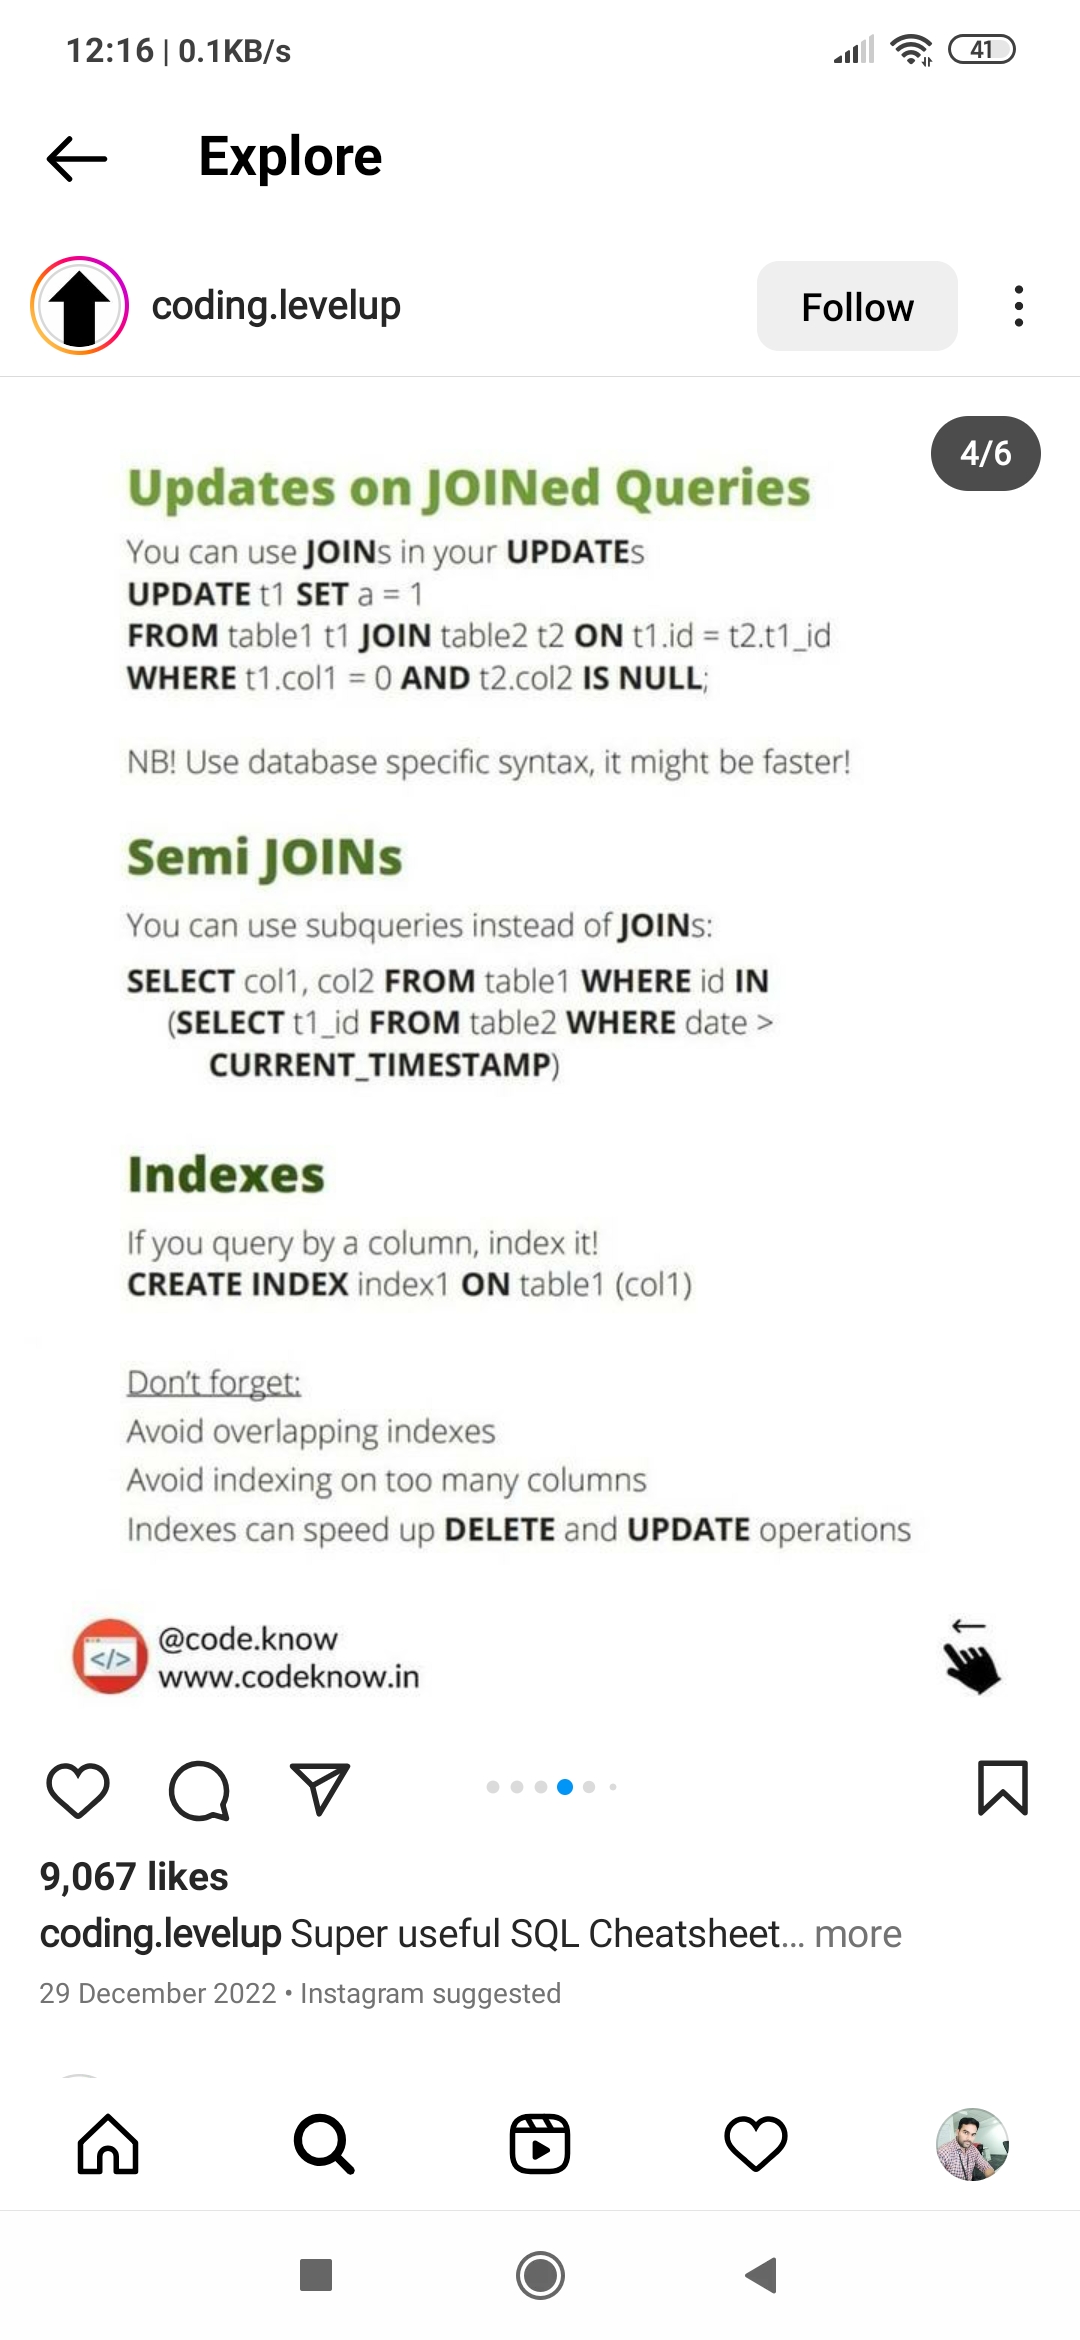 12:16 | 0.1KB/s
41
Explore
coding.levelup
Follow
4/6
Updates on JOINed Queries
You can use JOINs in your UPDATEs
UPDATE t1 SET a = 1
FROM table1 t1 JOIN table2 t2 ON t1.id = t2.t1_id
WHERE t1.col1 = 0 AND t2.col2 IS NULL;
NB! Use database specific syntax, it might be faster!
Semi JOINs
You can use subqueries instead of JOINs:
SELECT col1, col2 FROM table1 WHERE id IN
(SELECT t1_id FROM table2 WHERE date >
CURRENT_TIMESTAMP)
Indexes
If you query by a column, index it!
CREATE INDEX index1 ON table1 (col1)
Don't forget:
Avoid overlapping indexes
Avoid indexing on too many columns
Indexes can speed up DELETE and UPDATE operations
</>
@code.know
www.codeknow.in
9,067 likes
coding.levelup Super useful SQL Cheatsheet... more
29 December 2022 • Instagram suggested